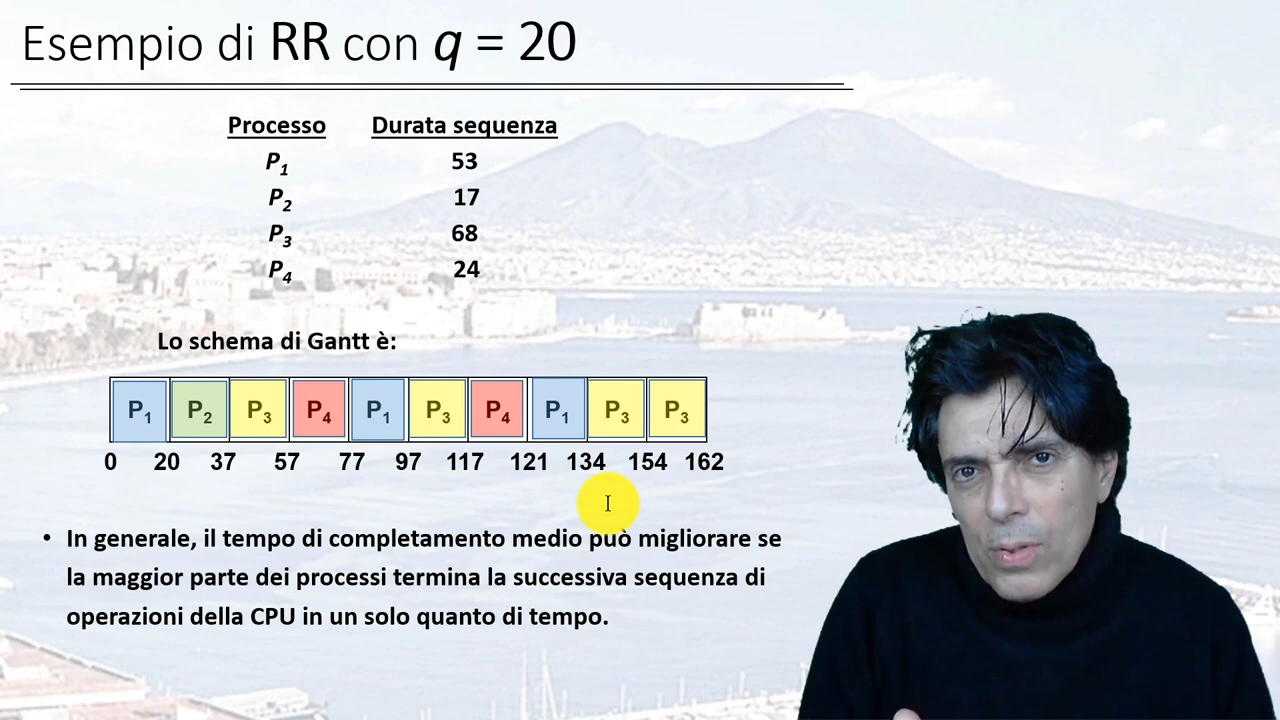 Esempio di RR con q = 20
Processo Durata sequenza
P1 53
P2 17
P3 68
P4 24
Lo schema di Gantt è:
P1 P2 P3 P4 P1 P3 P4 P1 P3 P3
0 20 37 57 77 97 117 121 134 154 162
• In generale, il tempo di completamento medio può migliorare se
la maggior parte dei processi termina la successiva sequenza di
operazioni della CPU in un solo quanto di tempo.